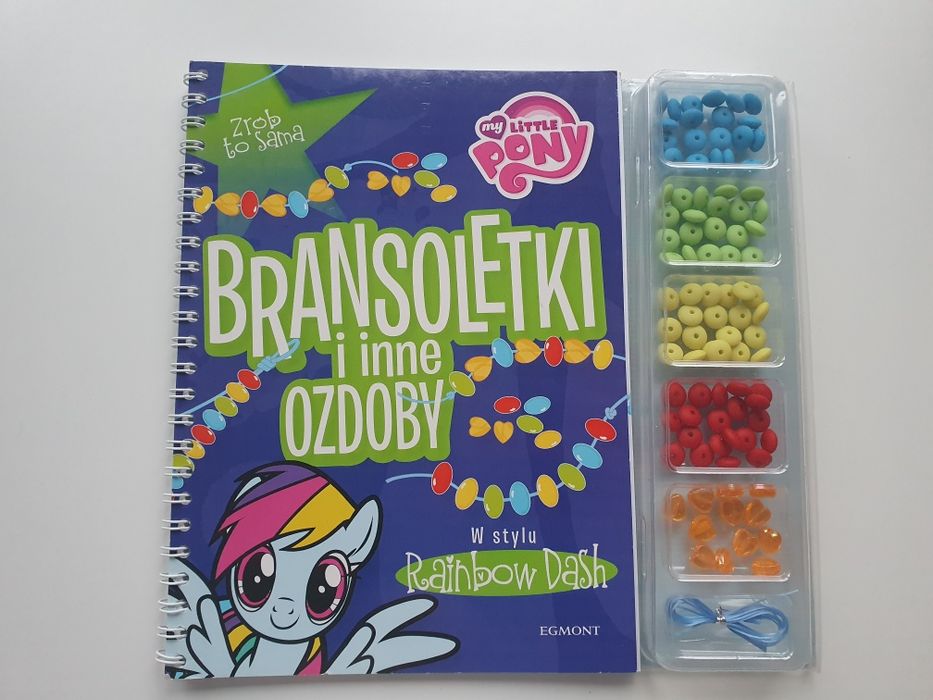 Zrób
to Sama
my LITTLE
PONY
BRANSOLETKI
i inne
OZDOBY
W stylu
Rainbow Dash
EGMONT